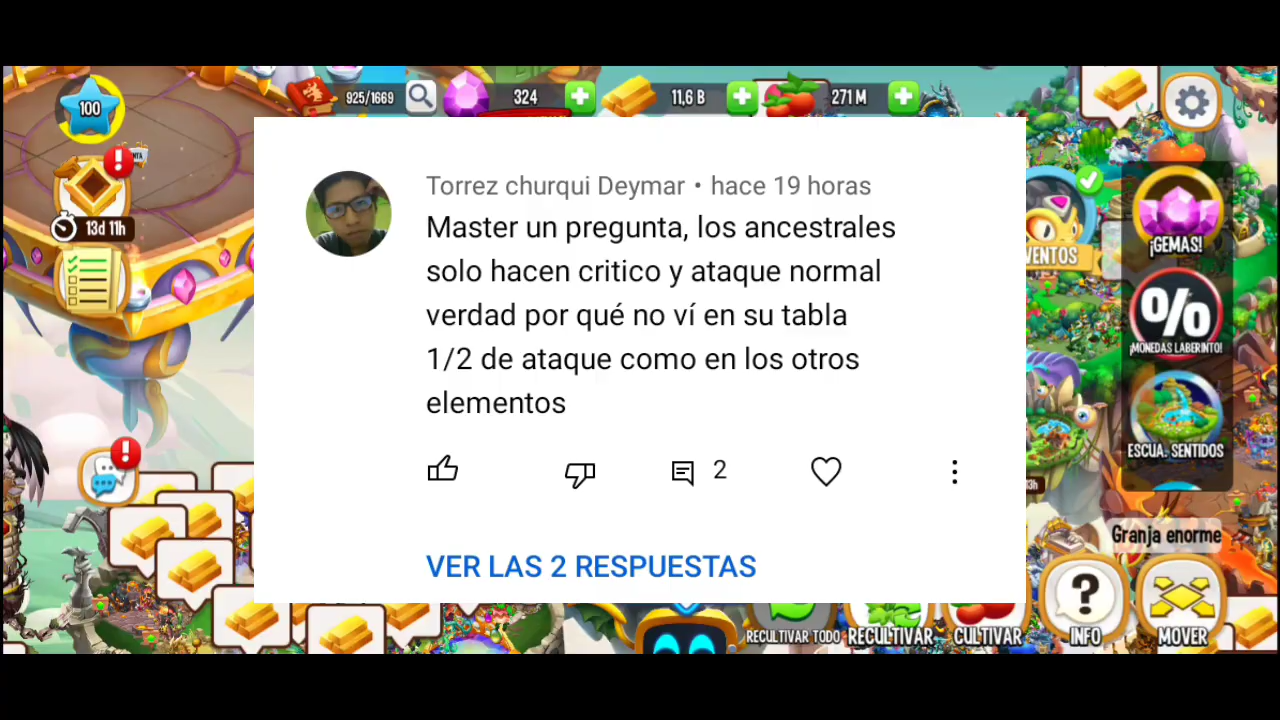 100
925/1669
324
11,6 B
271 M
13d 11h
Torrez churqui Deymar • hace 19 horas
Master un pregunta, los ancestrales
solo hacen critico y ataque normal
verdad por qué no ví en su tabla
1/2 de ataque como en los otros
elementos
2
VER LAS 2 RESPUESTAS
VENTOS
¡GEMAS!
%
¡MONEDAS LABERINTO!
ESCUA. SENTIDOS
Granja enorme
RECULTIVAR TODO
RECULTIVAR
CULTIVAR
?
INFO
MOVER